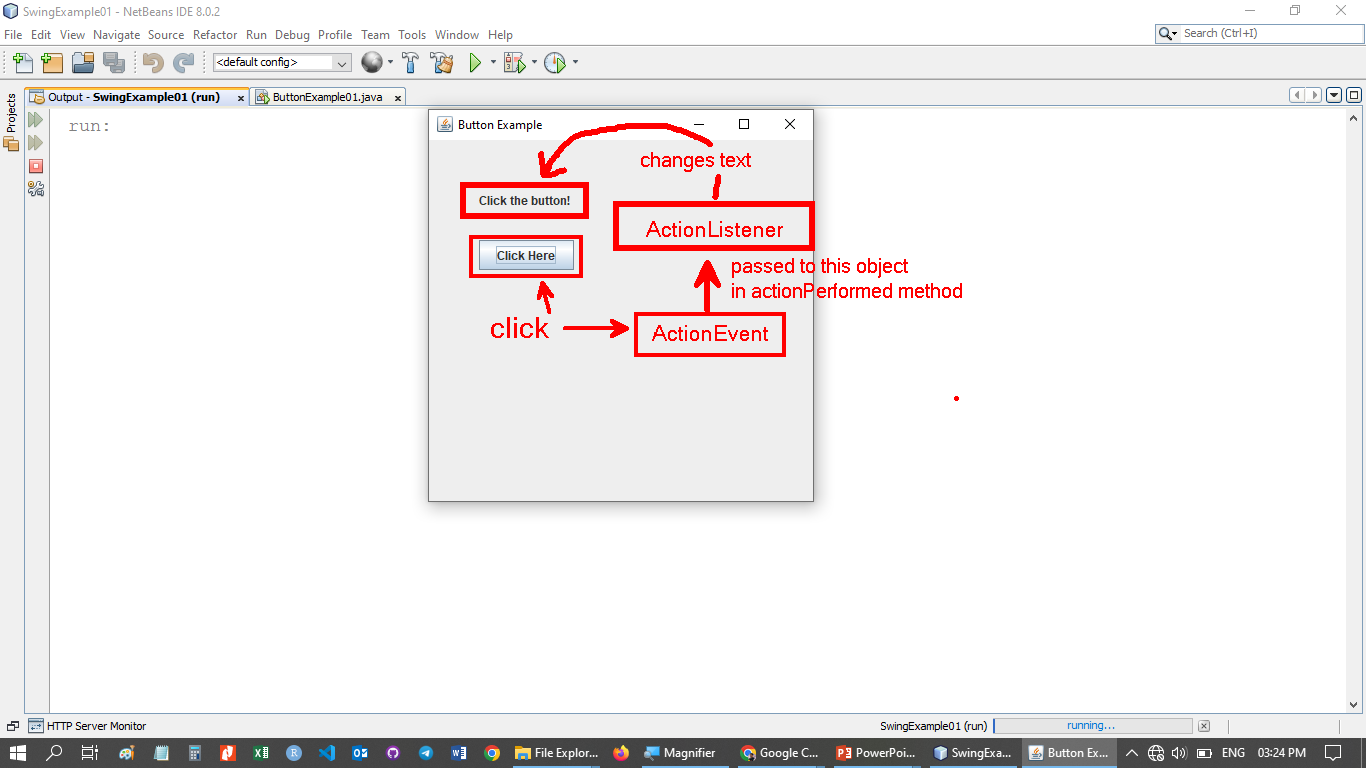 SwingExample01 - NetBeans IDE 8.0.2
File Edit View Navigate Source Refactor Run Debug Profile Team Tools Window Help
Search (Ctrl+I)
<default config>
Projects
Output - SwingExample01 (run)
ButtonExample01.java
run:
Button Example
changes text
Click the button!
ActionListener
Click Here
passed to this object
in actionPerformed method
click
ActionEvent
HTTP Server Monitor
SwingExample01 (run)
running...
File Explor...
Magnifier
Google C...
PowerPoi...
SwingExa...
Button Ex...
ENG
03:24 PM